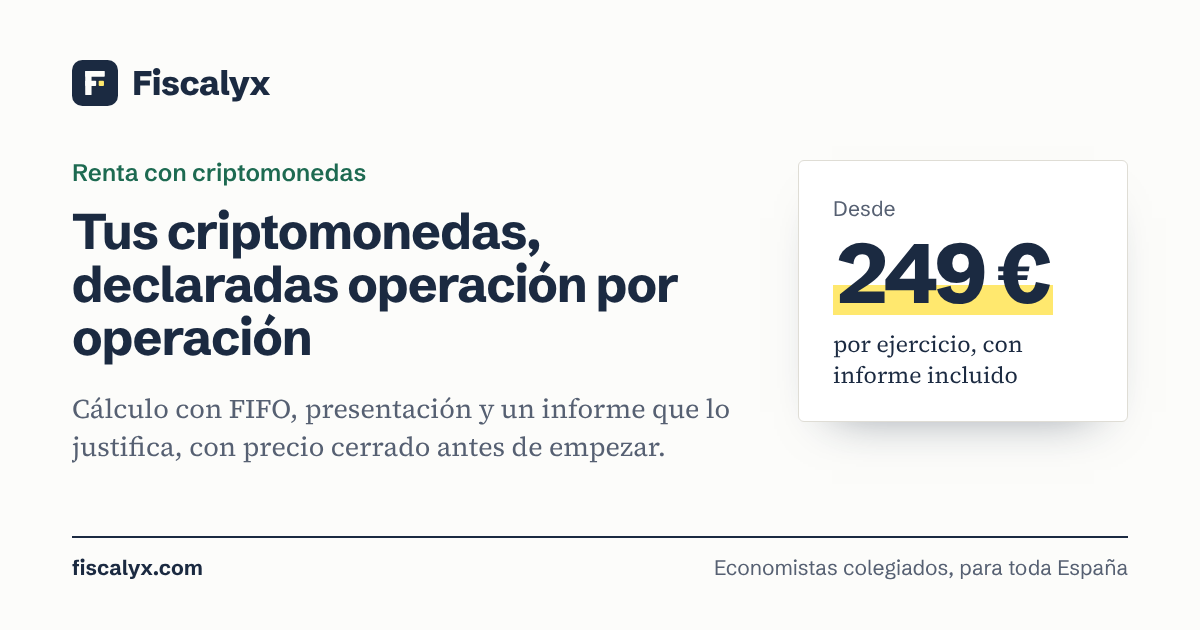 Fiscalyx
Renta con criptomonedas
Tus criptomonedas,
declaradas operación por
operación
Cálculo con FIFO, presentación y un informe que lo
justifica, con precio cerrado antes de empezar.
Desde
249 €
por ejercicio, con
informe incluido
fiscalyx.com
Economistas colegiados, para toda España